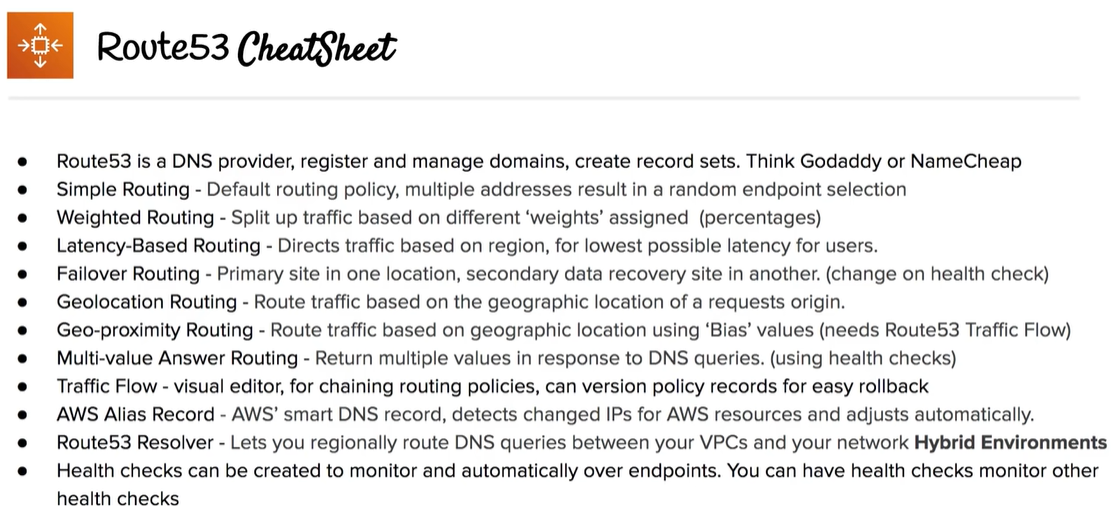 Route53 CheatSheet
● Route53 is a DNS provider, register and manage domains, create record sets. Think Godaddy or NameCheap
● Simple Routing - Default routing policy, multiple addresses result in a random endpoint selection
● Weighted Routing - Split up traffic based on different ‘weights’ assigned  (percentages)
● Latency-Based Routing - Directs traffic based on region, for lowest possible latency for users.
● Failover Routing - Primary site in one location, secondary data recovery site in another. (change on health check)
● Geolocation Routing - Route traffic based on the geographic location of a requests origin.
● Geo-proximity Routing - Route traffic based on geographic location using ‘Bias’ values (needs Route53 Traffic Flow)
● Multi-value Answer Routing - Return multiple values in response to DNS queries. (using health checks)
● Traffic Flow - visual editor, for chaining routing policies, can version policy records for easy rollback
● AWS Alias Record - AWS’ smart DNS record, detects changed IPs for AWS resources and adjusts automatically.
● Route53 Resolver - Lets you regionally route DNS queries between your VPCs and your network Hybrid Environments
● Health checks can be created to monitor and automatically over endpoints. You can have health checks monitor other
health checks